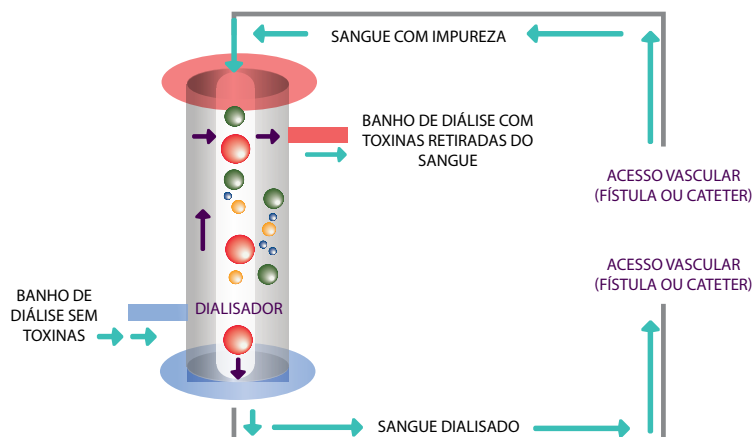 SANGUE COM IMPUREZA
BANHO DE DIÁLISE COM
TOXINAS RETIRADAS DO
SANGUE
ACESSO VASCULAR
(FÍSTULA OU CATETER)
ACESSO VASCULAR
(FÍSTULA OU CATETER)
BANHO DE
DIÁLISE SEM
TOXINAS
DIALISADOR
SANGUE DIALISADO